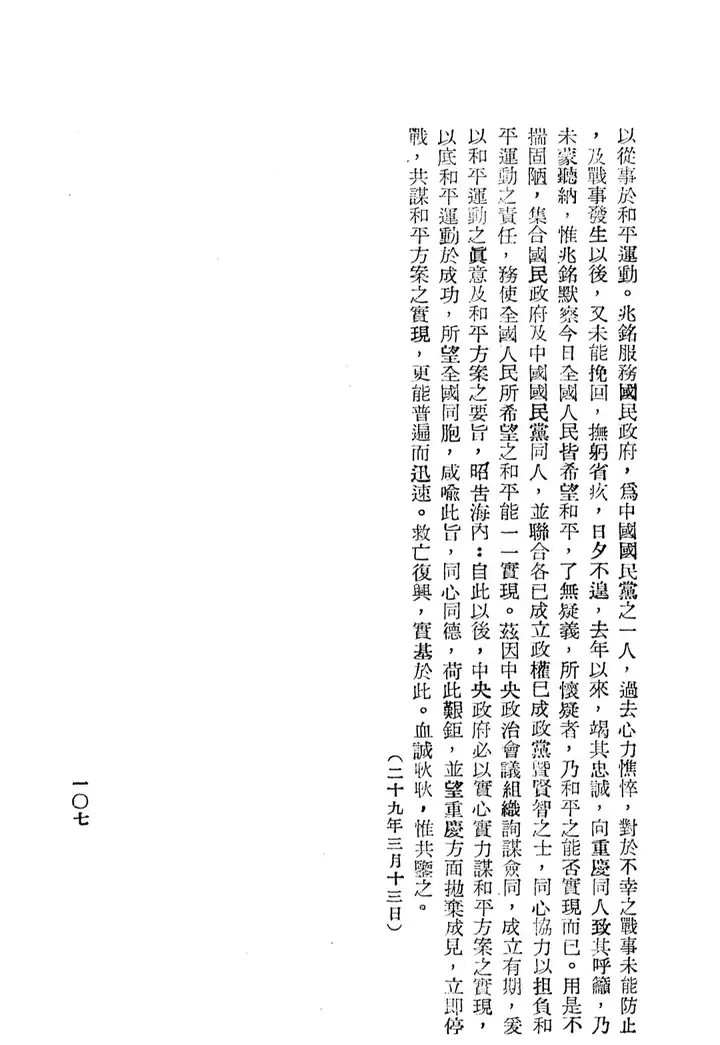 以從事於和平運動。兆銘服務國民政府，爲中國國民黨之一人，過去心力憔悴，對於不幸之戰事未能防止
，及戰事發生以後，又未能挽回，撫躬省疚，日夕不遑，去年以來，竭其忠誠，向重慶同人致其呼籲，乃
未蒙聽納，惟兆銘默察今日全國人民皆希望和平，了無疑義，所懷疑者，乃和平之能否實現而已。用是不
揣固陋，集合國民政府及中國國民黨同人，並聯合各已成立政權已成政黨曁賢智之士，同心協力以担負和
平運動之責任，務使全國人民所希望之和平能一一實現。茲因中央政治會議組織詢謀僉同，成立有期，爰
以和平運動之眞意及和平方案之要旨，昭告海内：自此以後，中央政府必以實心實力謀和平方案之實現，
以底和平運動於成功，所望全國同胞，咸喩此旨，同心同德，荷此艱鉅，並望重慶方面拋棄成見，立即停
戰，共謀和平方案之實現，更能普遍而迅速。救亡復興，實基於此。血誠耿耿，惟共鑒之。
（二十九年三月十三日）
一〇七